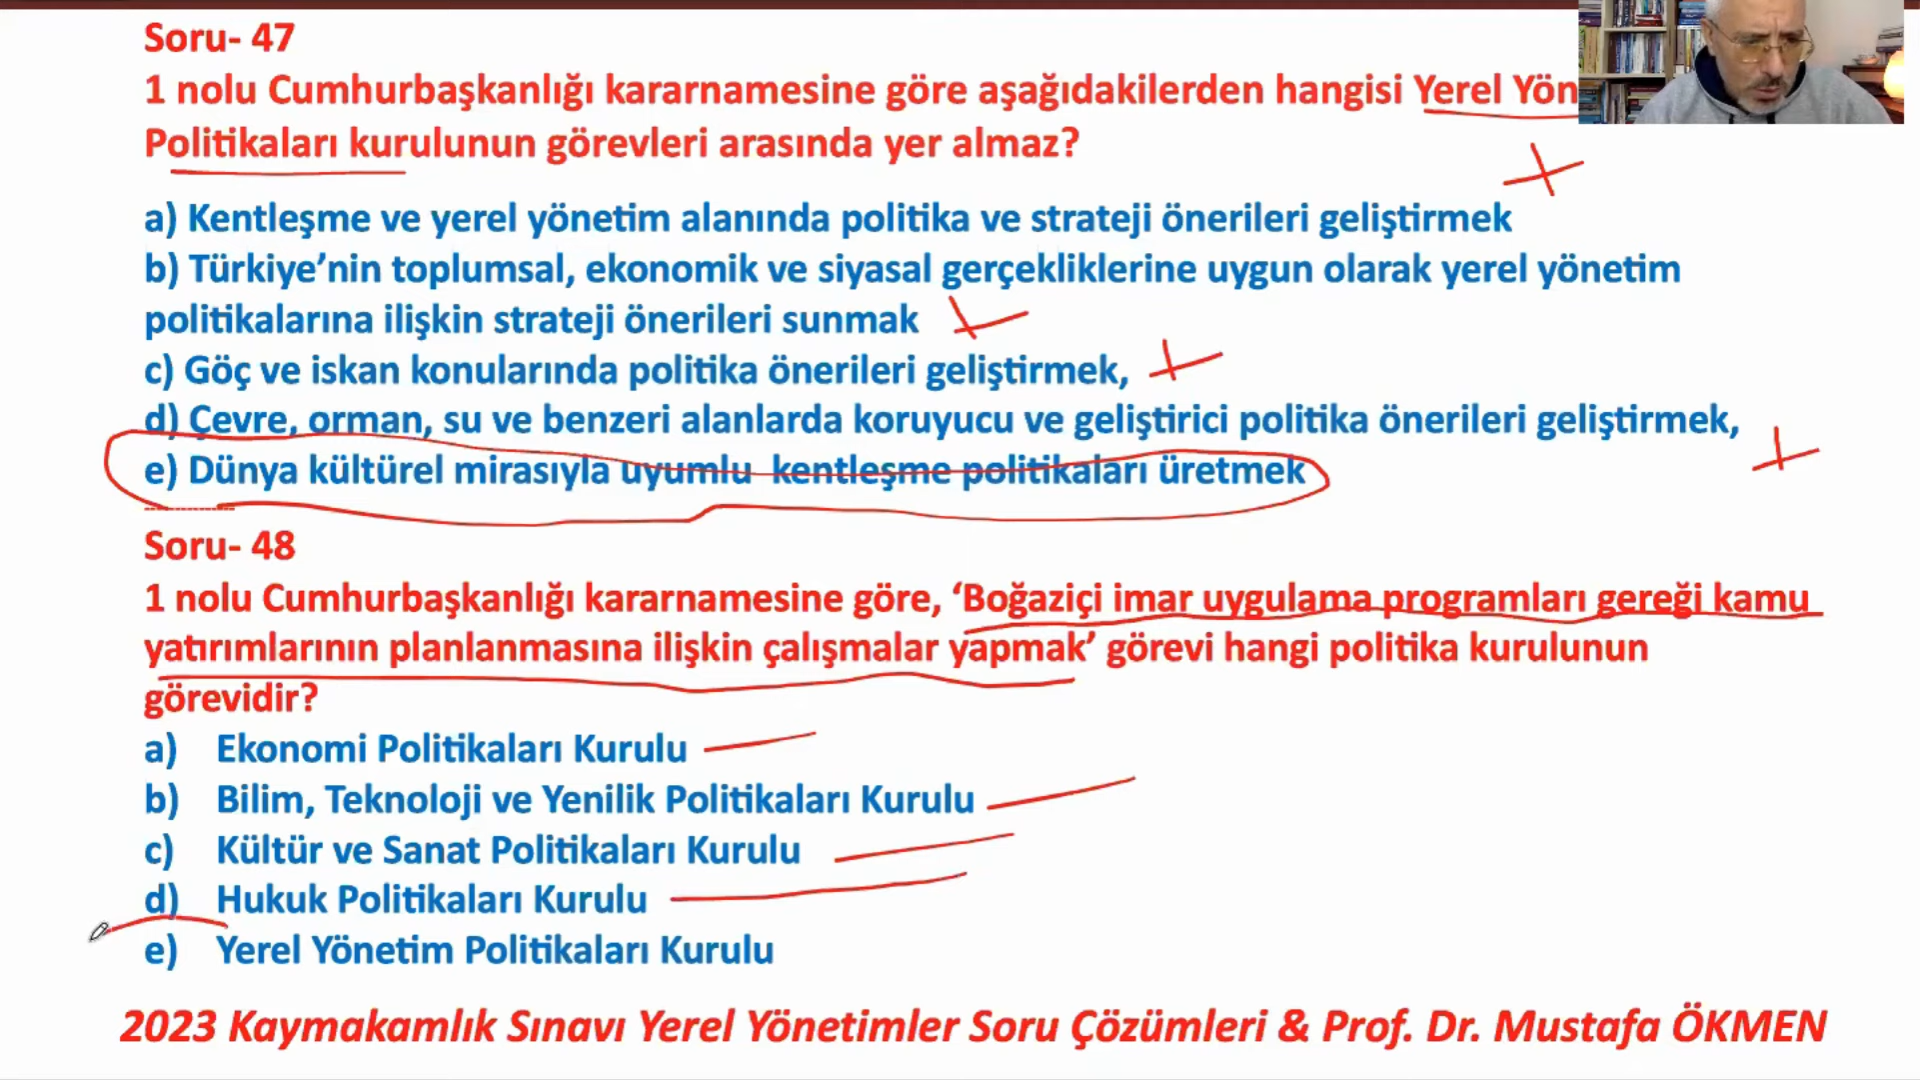 Soru- 47
1 nolu Cumhurbaşkanlığı kararnamesine göre aşağıdakilerden hangisi Yerel Yön
Politikaları kurulunun görevleri arasında yer almaz?
a) Kentleşme ve yerel yönetim alanında politika ve strateji önerileri geliştirmek
b) Türkiye’nin toplumsal, ekonomik ve siyasal gerçekliklerine uygun olarak yerel yönetim
politikalarına ilişkin strateji önerileri sunmak
c) Göç ve iskan konularında politika önerileri geliştirmek,
d) Çevre, orman, su ve benzeri alanlarda koruyucu ve geliştirici politika önerileri geliştirmek,
e) Dünya kültürel mirasıyla uyumlu kentleşme politikaları üretmek
Soru- 48
1 nolu Cumhurbaşkanlığı kararnamesine göre, ‘Boğaziçi imar uygulama programları gereği kamu
yatırımlarının planlanmasına ilişkin çalışmalar yapmak’ görevi hangi politika kurulunun
görevidir?
a) Ekonomi Politikaları Kurulu
b) Bilim, Teknoloji ve Yenilik Politikaları Kurulu
c) Kültür ve Sanat Politikaları Kurulu
d) Hukuk Politikaları Kurulu
e) Yerel Yönetim Politikaları Kurulu
2023 Kaymakamlık Sınavı Yerel Yönetimler Soru Çözümleri & Prof. Dr. Mustafa ÖKMEN